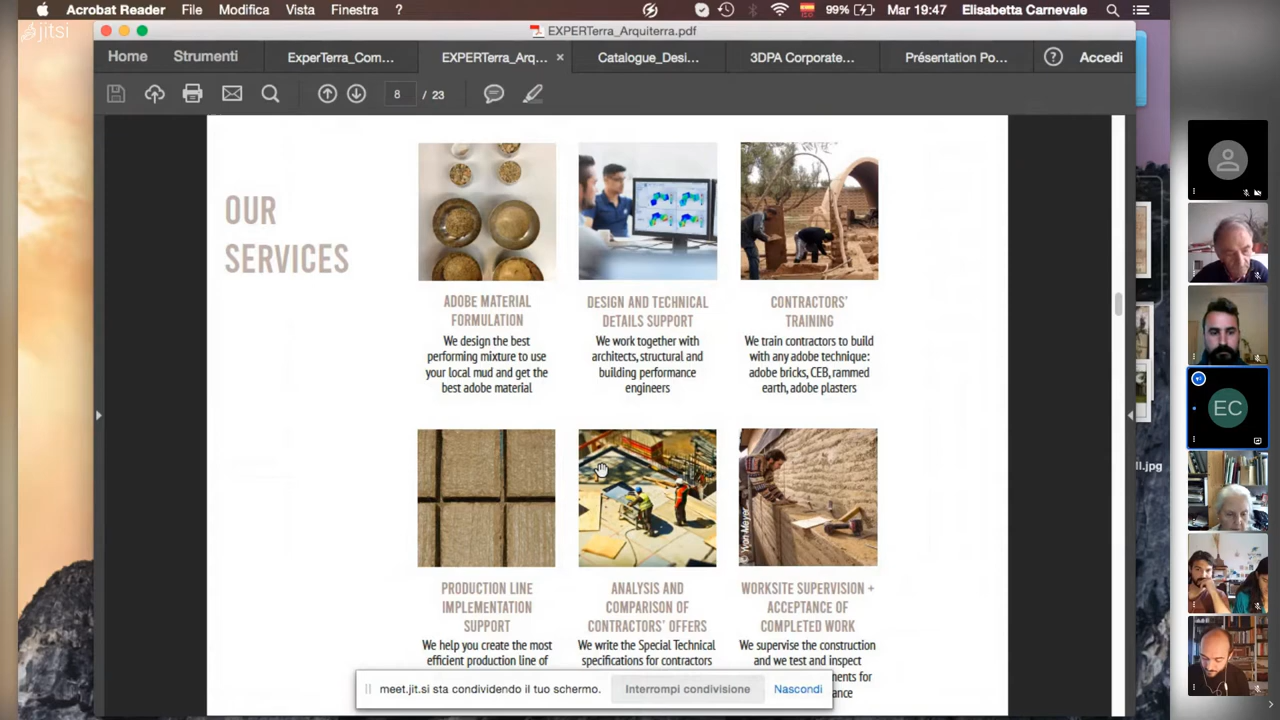 Acrobat Reader File Modifica Vista Finestra ? 99% Mar 19:47 Elisabetta Carnevale
jitsi
EXPERTerra_Arquiterra.pdf
Home Strumenti ExperTerra_Com... EXPERTerra_Arq... × Catalogue_Desi... 3DPA Corporate... Présentation Po... ? Accedi
8 / 23
OUR
SERVICES
ADOBE MATERIAL
FORMULATION
We design the best
performing mixture to use
your local mud and get the
best adobe material
DESIGN AND TECHNICAL
DETAILS SUPPORT
We work together with
architects, structural and
building performance
engineers
CONTRACTORS'
TRAINING
We train contractors to build
with any adobe technique:
adobe bricks, CEB, rammed
earth, adobe plasters
© Yvan Meyer
PRODUCTION LINE
IMPLEMENTATION
SUPPORT
We help you create the most
efficient production line of
ANALYSIS AND
COMPARISON OF
CONTRACTORS' OFFERS
We write the Special Technical
specifications for contractors
WORKSITE SUPERVISION +
ACCEPTANCE OF
COMPLETED WORK
We supervise the construction
and we test and inspect
EC
ll.jpg
meet.jit.si sta condividendo il tuo schermo. Interrompi condivisione Nascondi